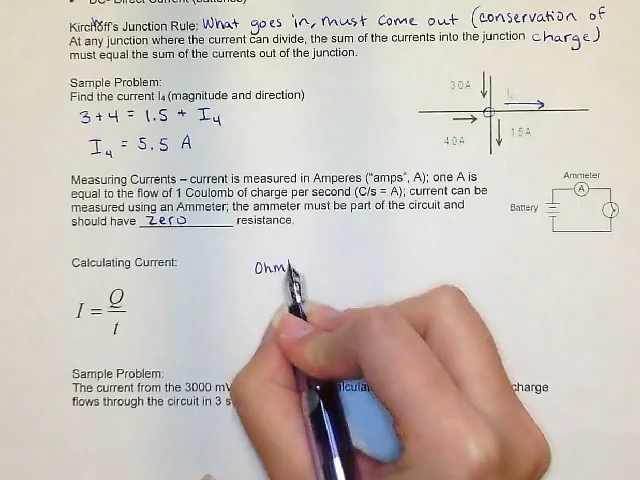 Kirchhoff's Junction Rule: What goes in, must come out (conservation of
At any junction where the current can divide, the sum of the currents into the junction charge)
must equal the sum of the currents out of the junction.
Sample Problem:
Find the current I4 (magnitude and direction)
3 + 4 = 1.5 + I4
I4 = 5.5 A
3.0 A
I4
4.0 A
1.5 A
Measuring Currents – current is measured in Amperes ("amps", A); one A is
equal to the flow of 1 Coulomb of charge per second (C/s = A); current can be
measured using an Ammeter; the ammeter must be part of the circuit and
should have zero resistance.
Ammeter
A
Battery
Calculating Current:
Ohm
I = Q/t
Sample Problem:
The current from the 3000 charge
flows through the circuit in 3